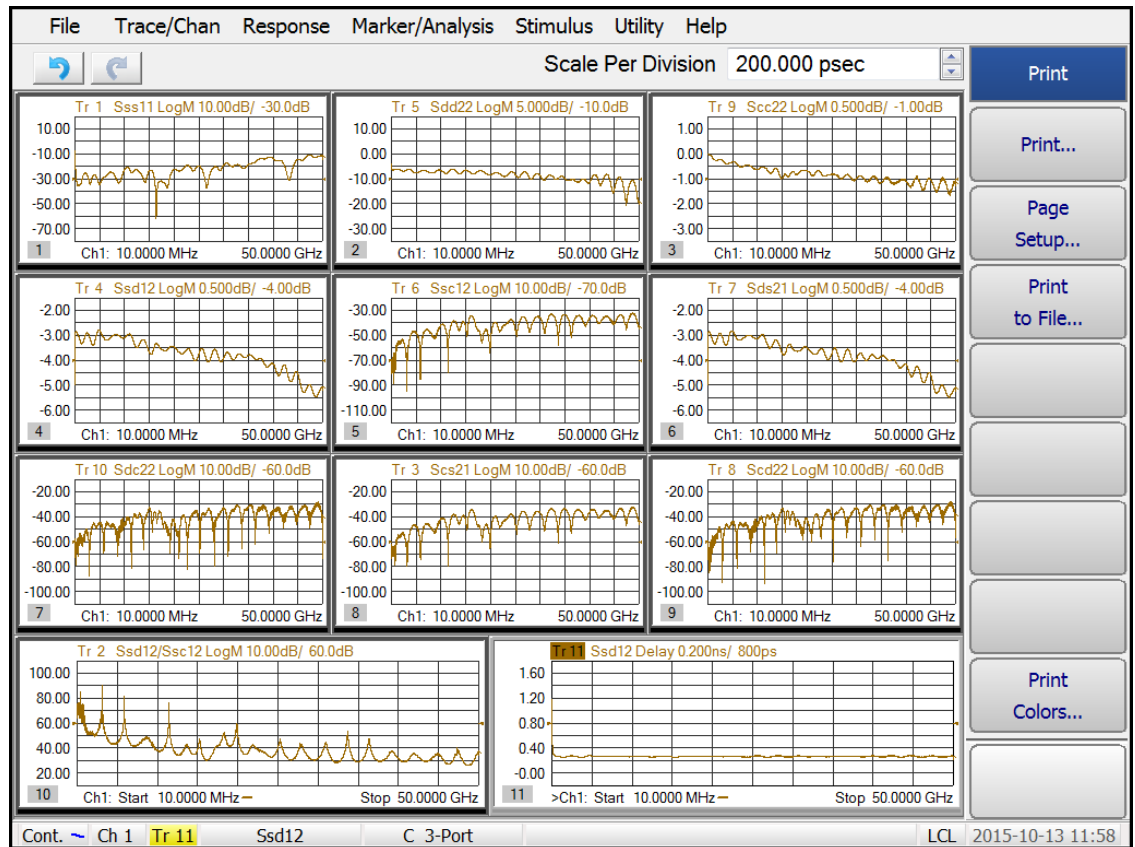 File Trace/Chan Response Marker/Analysis Stimulus Utility Help
Scale Per Division 200.000 psec
Print
Print...
Page
Setup...
Print
to File...
Print
Colors...
Tr 1 Sss11 LogM 10.00dB/ -30.0dB
10.00
-10.00
-30.00
-50.00
-70.00
1 Ch1: 10.0000 MHz 50.0000 GHz
Tr 5 Sdd22 LogM 5.000dB/ -10.0dB
10.00
0.00
-10.00
-20.00
-30.00
2 Ch1: 10.0000 MHz 50.0000 GHz
Tr 9 Scc22 LogM 0.500dB/ -1.00dB
1.00
0.00
-1.00
-2.00
-3.00
3 Ch1: 10.0000 MHz 50.0000 GHz
Tr 4 Ssd12 LogM 0.500dB/ -4.00dB
-2.00
-3.00
-4.00
-5.00
-6.00
4 Ch1: 10.0000 MHz 50.0000 GHz
Tr 6 Ssc12 LogM 10.00dB/ -70.0dB
-30.00
-50.00
-70.00
-90.00
-110.00
5 Ch1: 10.0000 MHz 50.0000 GHz
Tr 7 Sds21 LogM 0.500dB/ -4.00dB
-2.00
-3.00
-4.00
-5.00
-6.00
6 Ch1: 10.0000 MHz 50.0000 GHz
Tr 10 Sdc22 LogM 10.00dB/ -60.0dB
-20.00
-40.00
-60.00
-80.00
-100.00
7 Ch1: 10.0000 MHz 50.0000 GHz
Tr 3 Scs21 LogM 10.00dB/ -60.0dB
-20.00
-40.00
-60.00
-80.00
-100.00
8 Ch1: 10.0000 MHz 50.0000 GHz
Tr 8 Scd22 LogM 10.00dB/ -60.0dB
-20.00
-40.00
-60.00
-80.00
-100.00
9 Ch1: 10.0000 MHz 50.0000 GHz
Tr 2 Ssd12/Ssc12 LogM 10.00dB/ 60.0dB
100.00
80.00
60.00
40.00
20.00
10 Ch1: Start 10.0000 MHz Stop 50.0000 GHz
Tr 11 Ssd12 Delay 0.200ns/ 800ps
1.60
1.20
0.80
0.40
-0.00
11 >Ch1: Start 10.0000 MHz Stop 50.0000 GHz
Cont. Ch 1 Tr 11 Ssd12 C 3-Port LCL 2015-10-13 11:58